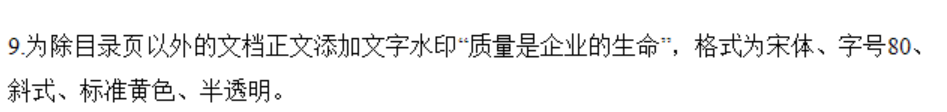 9.为除目录页以外的文档正文添加文字水印“质量是企业的生命”，格式为宋体、字号80、
斜式、标准黄色、半透明。